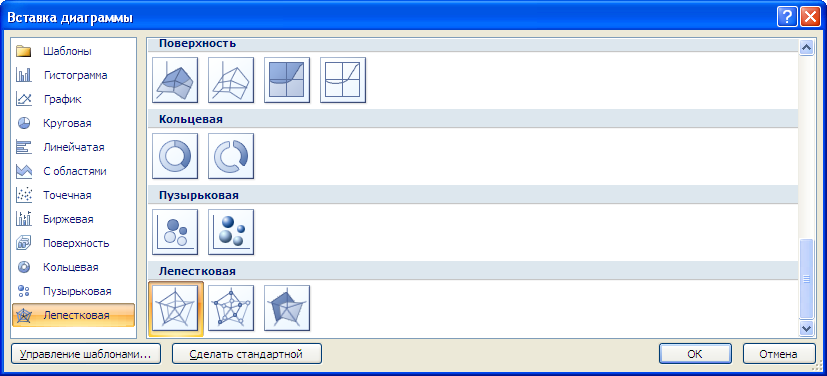 Вставка диаграммы
Шаблоны
Гистограмма
График
Круговая
Линейчатая
С областями
Точечная
Биржевая
Поверхность
Кольцевая
Пузырьковая
Лепестковая
Поверхность
Кольцевая
Пузырьковая
Лепестковая
Управление шаблонами...
Сделать стандартной
ОК
Отмена